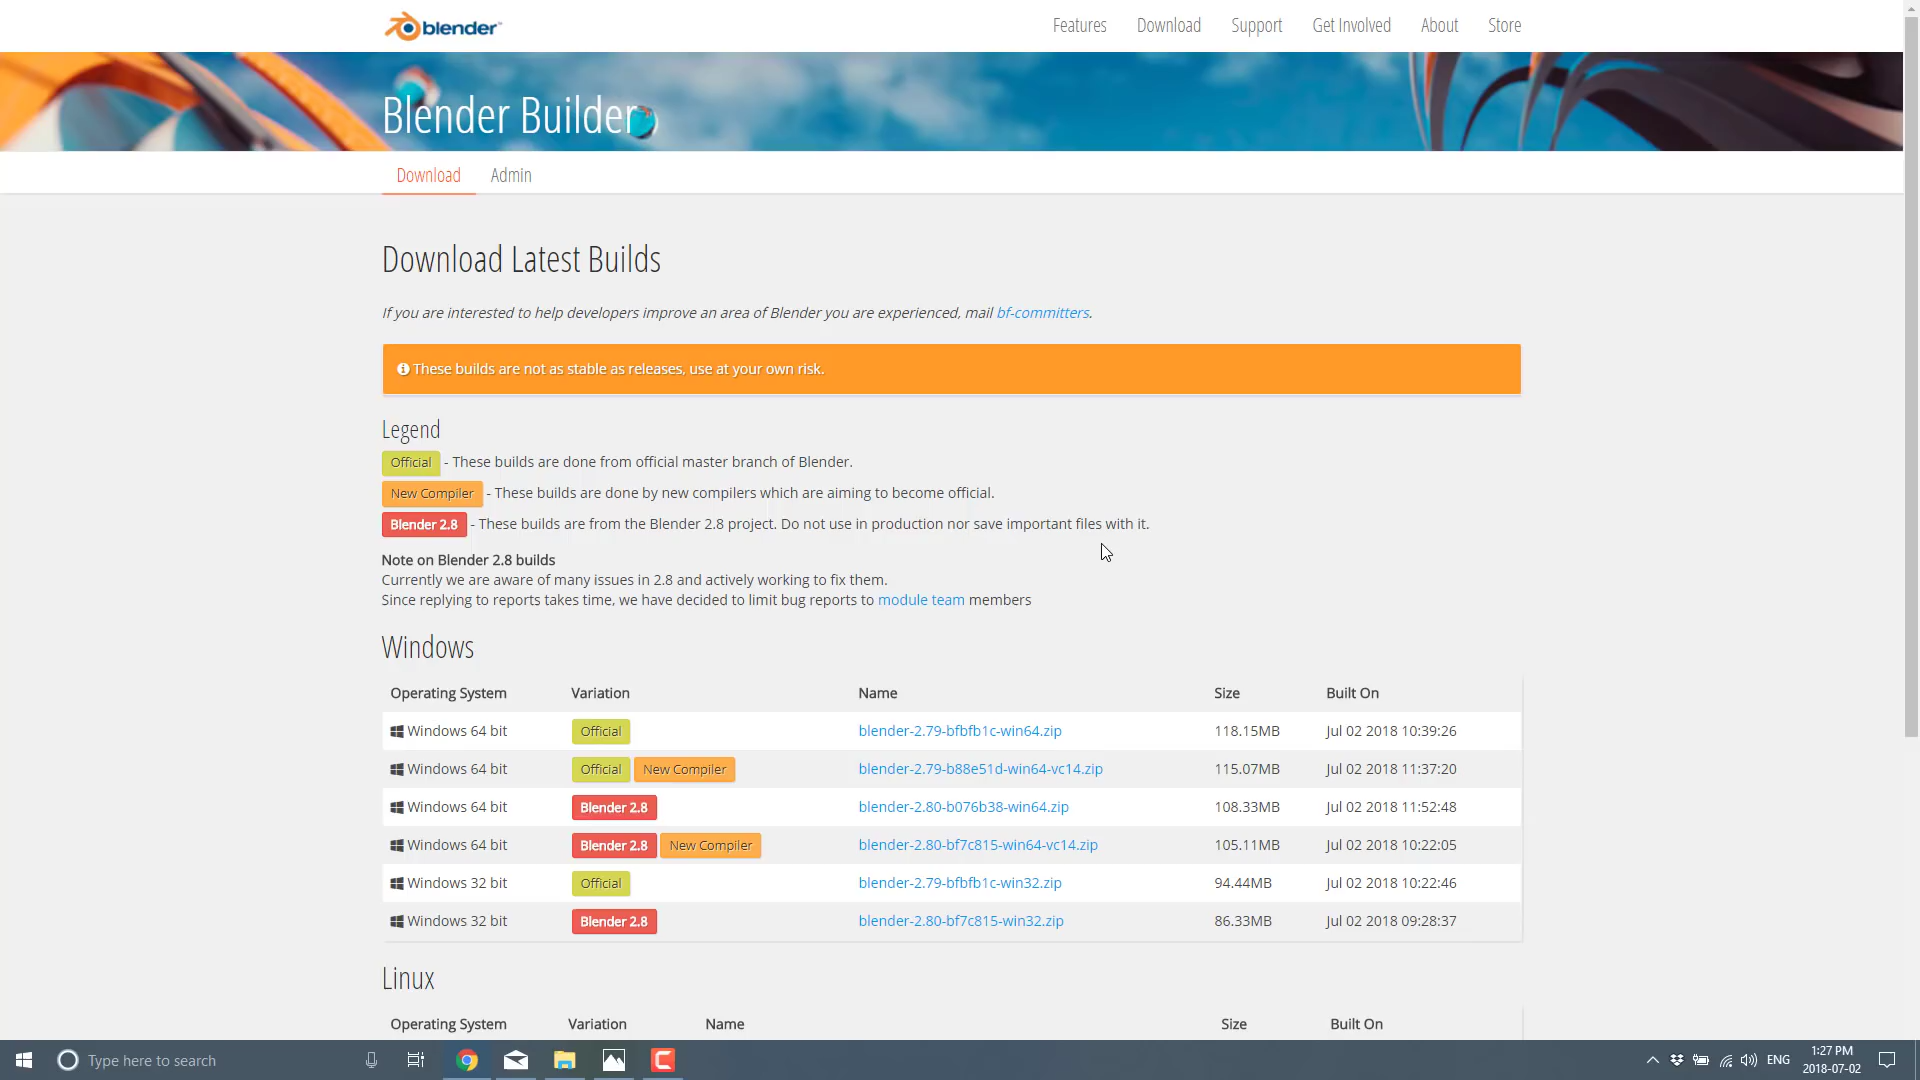 blender
Features Download Support Get Involved About Store
Blender Builder
Download Admin
Download Latest Builds
If you are interested to help developers improve an area of Blender you are experienced, mail bf-committers.
These builds are not as stable as releases, use at your own risk.
Legend
Official - These builds are done from official master branch of Blender.
New Compiler - These builds are done by new compilers which are aiming to become official.
Blender 2.8 - These builds are from the Blender 2.8 project. Do not use in production nor save important files with it.
Note on Blender 2.8 builds
Currently we are aware of many issues in 2.8 and actively working to fix them.
Since replying to reports takes time, we have decided to limit bug reports to module team members
Windows
Operating System Variation Name Size Built On
Windows 64 bit Official blender-2.79-bfbfb1c-win64.zip 118.15MB Jul 02 2018 10:39:26
Windows 64 bit Official New Compiler blender-2.79-b88e51d-win64-vc14.zip 115.07MB Jul 02 2018 11:37:20
Windows 64 bit Blender 2.8 blender-2.80-b076b38-win64.zip 108.33MB Jul 02 2018 11:52:48
Windows 64 bit Blender 2.8 New Compiler blender-2.80-bf7c815-win64-vc14.zip 105.11MB Jul 02 2018 10:22:05
Windows 32 bit Official blender-2.79-bfbfb1c-win32.zip 94.44MB Jul 02 2018 10:22:46
Windows 32 bit Blender 2.8 blender-2.80-bf7c815-win32.zip 86.33MB Jul 02 2018 09:28:37
Linux
Operating System Variation Name Size Built On
Type here to search ENG 1:27 PM
2018-07-02